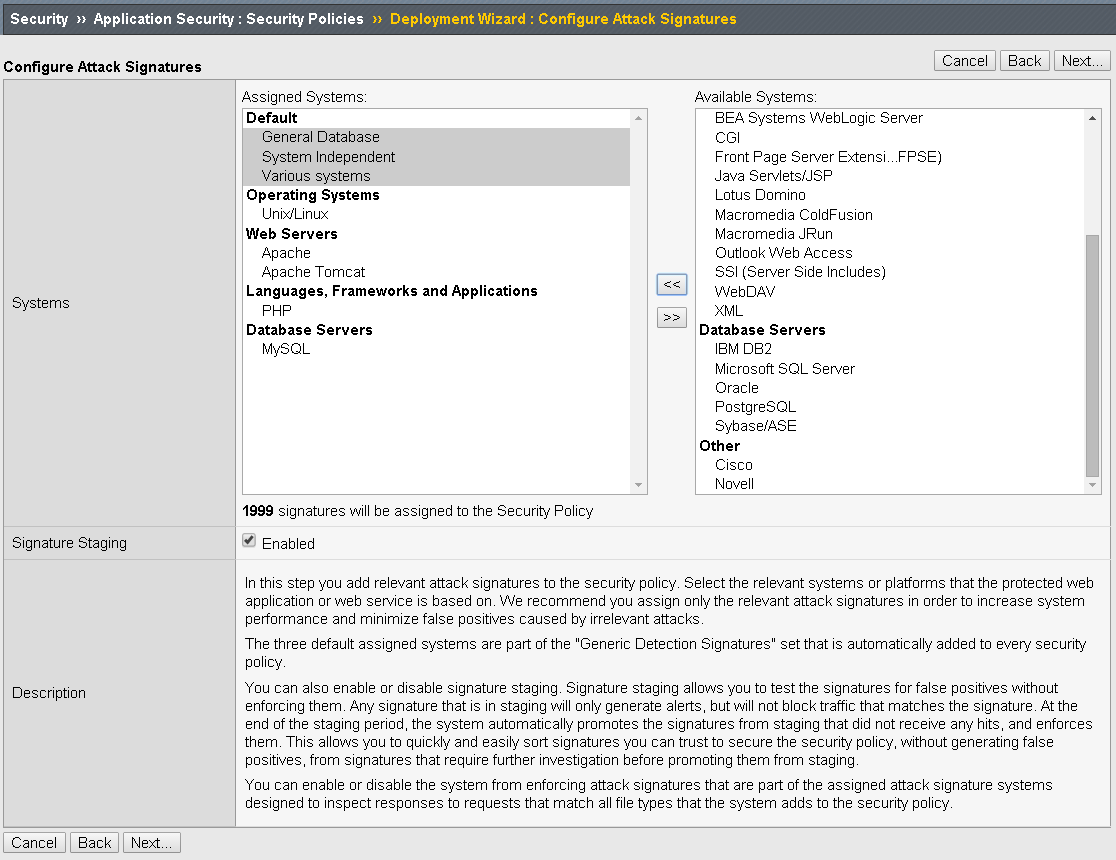 Security ›› Application Security : Security Policies ›› Deployment Wizard : Configure Attack Signatures
Configure Attack Signatures
Cancel Back Next...
Systems
Assigned Systems:
Default
General Database
System Independent
Various systems
Operating Systems
Unix/Linux
Web Servers
Apache
Apache Tomcat
Languages, Frameworks and Applications
PHP
Database Servers
MySQL
<<
>>
Available Systems:
BEA Systems WebLogic Server
CGI
Front Page Server Extensi...FPSE)
Java Servlets/JSP
Lotus Domino
Macromedia ColdFusion
Macromedia JRun
Outlook Web Access
SSI (Server Side Includes)
WebDAV
XML
Database Servers
IBM DB2
Microsoft SQL Server
Oracle
PostgreSQL
Sybase/ASE
Other
Cisco
Novell
1999 signatures will be assigned to the Security Policy
Signature Staging
Enabled
Description
In this step you add relevant attack signatures to the security policy. Select the relevant systems or platforms that the protected web
application or web service is based on. We recommend you assign only the relevant attack signatures in order to increase system
performance and minimize false positives caused by irrelevant attacks.
The three default assigned systems are part of the "Generic Detection Signatures" set that is automatically added to every security
policy.
You can also enable or disable signature staging. Signature staging allows you to test the signatures for false positives without
enforcing them. Any signature that is in staging will only generate alerts, but will not block traffic that matches the signature. At the
end of the staging period, the system automatically promotes the signatures from staging that did not receive any hits, and enforces
them. This allows you to quickly and easily sort signatures you can trust to secure the security policy, without generating false
positives, from signatures that require further investigation before promoting them from staging.
You can enable or disable the system from enforcing attack signatures that are part of the assigned attack signature systems
designed to inspect responses to requests that match all file types that the system adds to the security policy.
Cancel Back Next...